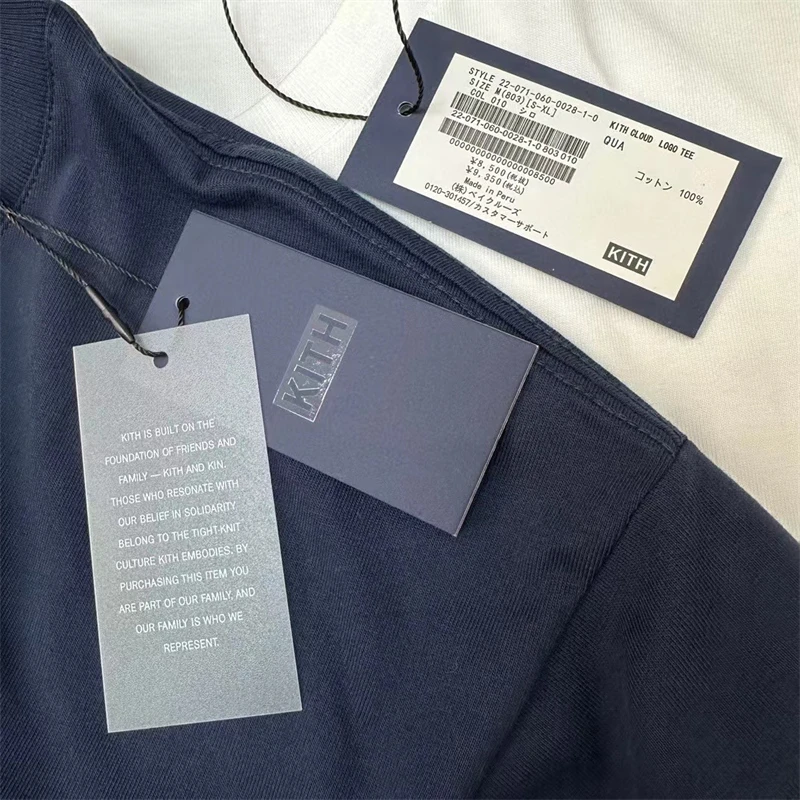 STYLE 22-071-060-0028-1-0
SIZE M(803)[S-XL]
COL 010 シロ
KITH CLOUD LOGO TEE
QUA
コットン 100%
22-071-060-0028-1-0 803 010
0000000000000000008500
¥8,500(税抜)
¥9,350(税込)
Made in Peru
(株)ベイクルーズ
0120-301457/カスタマーサポート
KITH
KITH
KITH IS BUILT ON THE
FOUNDATION OF FRIENDS AND
FAMILY — KITH AND KIN.
THOSE WHO RESONATE WITH
OUR BELIEF IN SOLIDARITY
BELONG TO THE TIGHT-KNIT
CULTURE KITH EMBODIES. BY
PURCHASING THIS ITEM YOU
ARE PART OF OUR FAMILY, AND
OUR FAMILY IS WHO WE
REPRESENT.